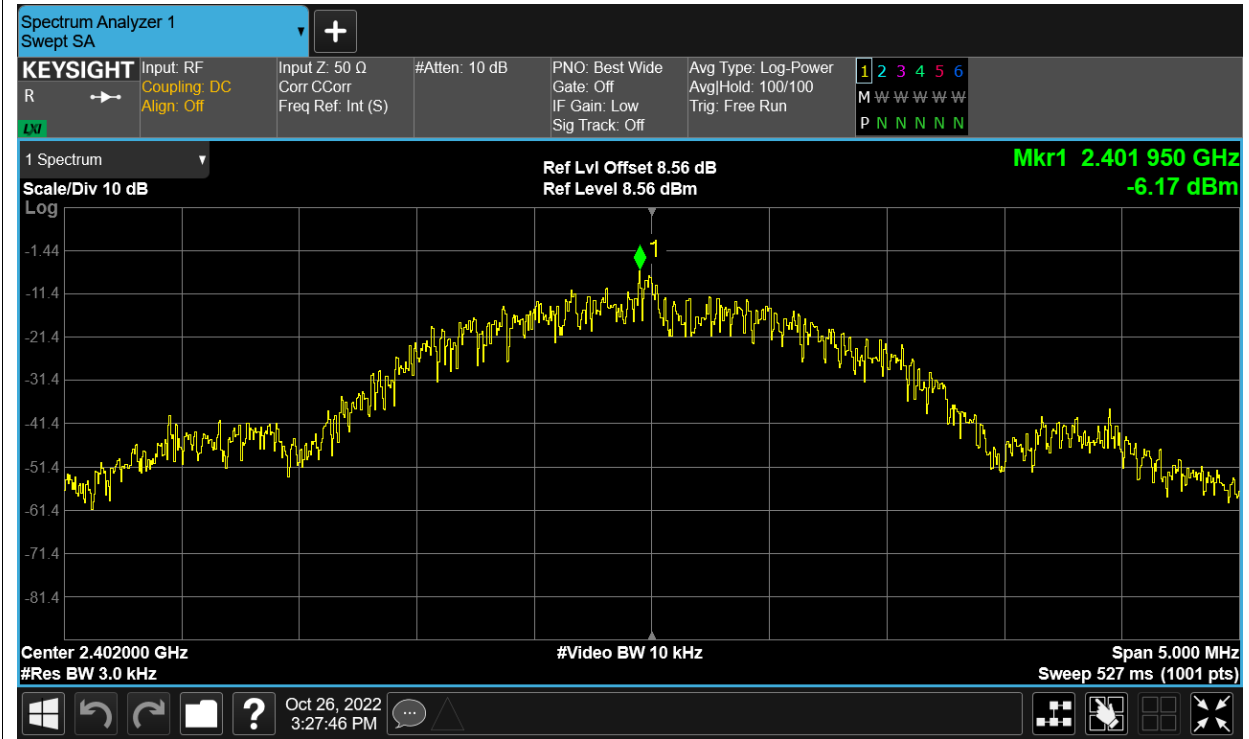 Spectrum Analyzer 1
Swept SA
+
KEYSIGHT
R
LXI
Input: RF
Coupling: DC
Align: Off
Input Z: 50 Ω
Corr CCorr
Freq Ref: Int (S)
#Atten: 10 dB
PNO: Best Wide
Gate: Off
IF Gain: Low
Sig Track: Off
Avg Type: Log-Power
Avg|Hold: 100/100
Trig: Free Run
1 2 3 4 5 6
M W W W W W
P N N N N N
1 Spectrum
Scale/Div 10 dB
Log
Ref Lvl Offset 8.56 dB
Ref Level 8.56 dBm
Mkr1 2.401 950 GHz
-6.17 dBm
1
-1.44
-11.4
-21.4
-31.4
-41.4
-51.4
-61.4
-71.4
-81.4
Center 2.402000 GHz
#Video BW 10 kHz
Span 5.000 MHz
#Res BW 3.0 kHz
Sweep 527 ms (1001 pts)
?
Oct 26, 2022
3:27:46 PM